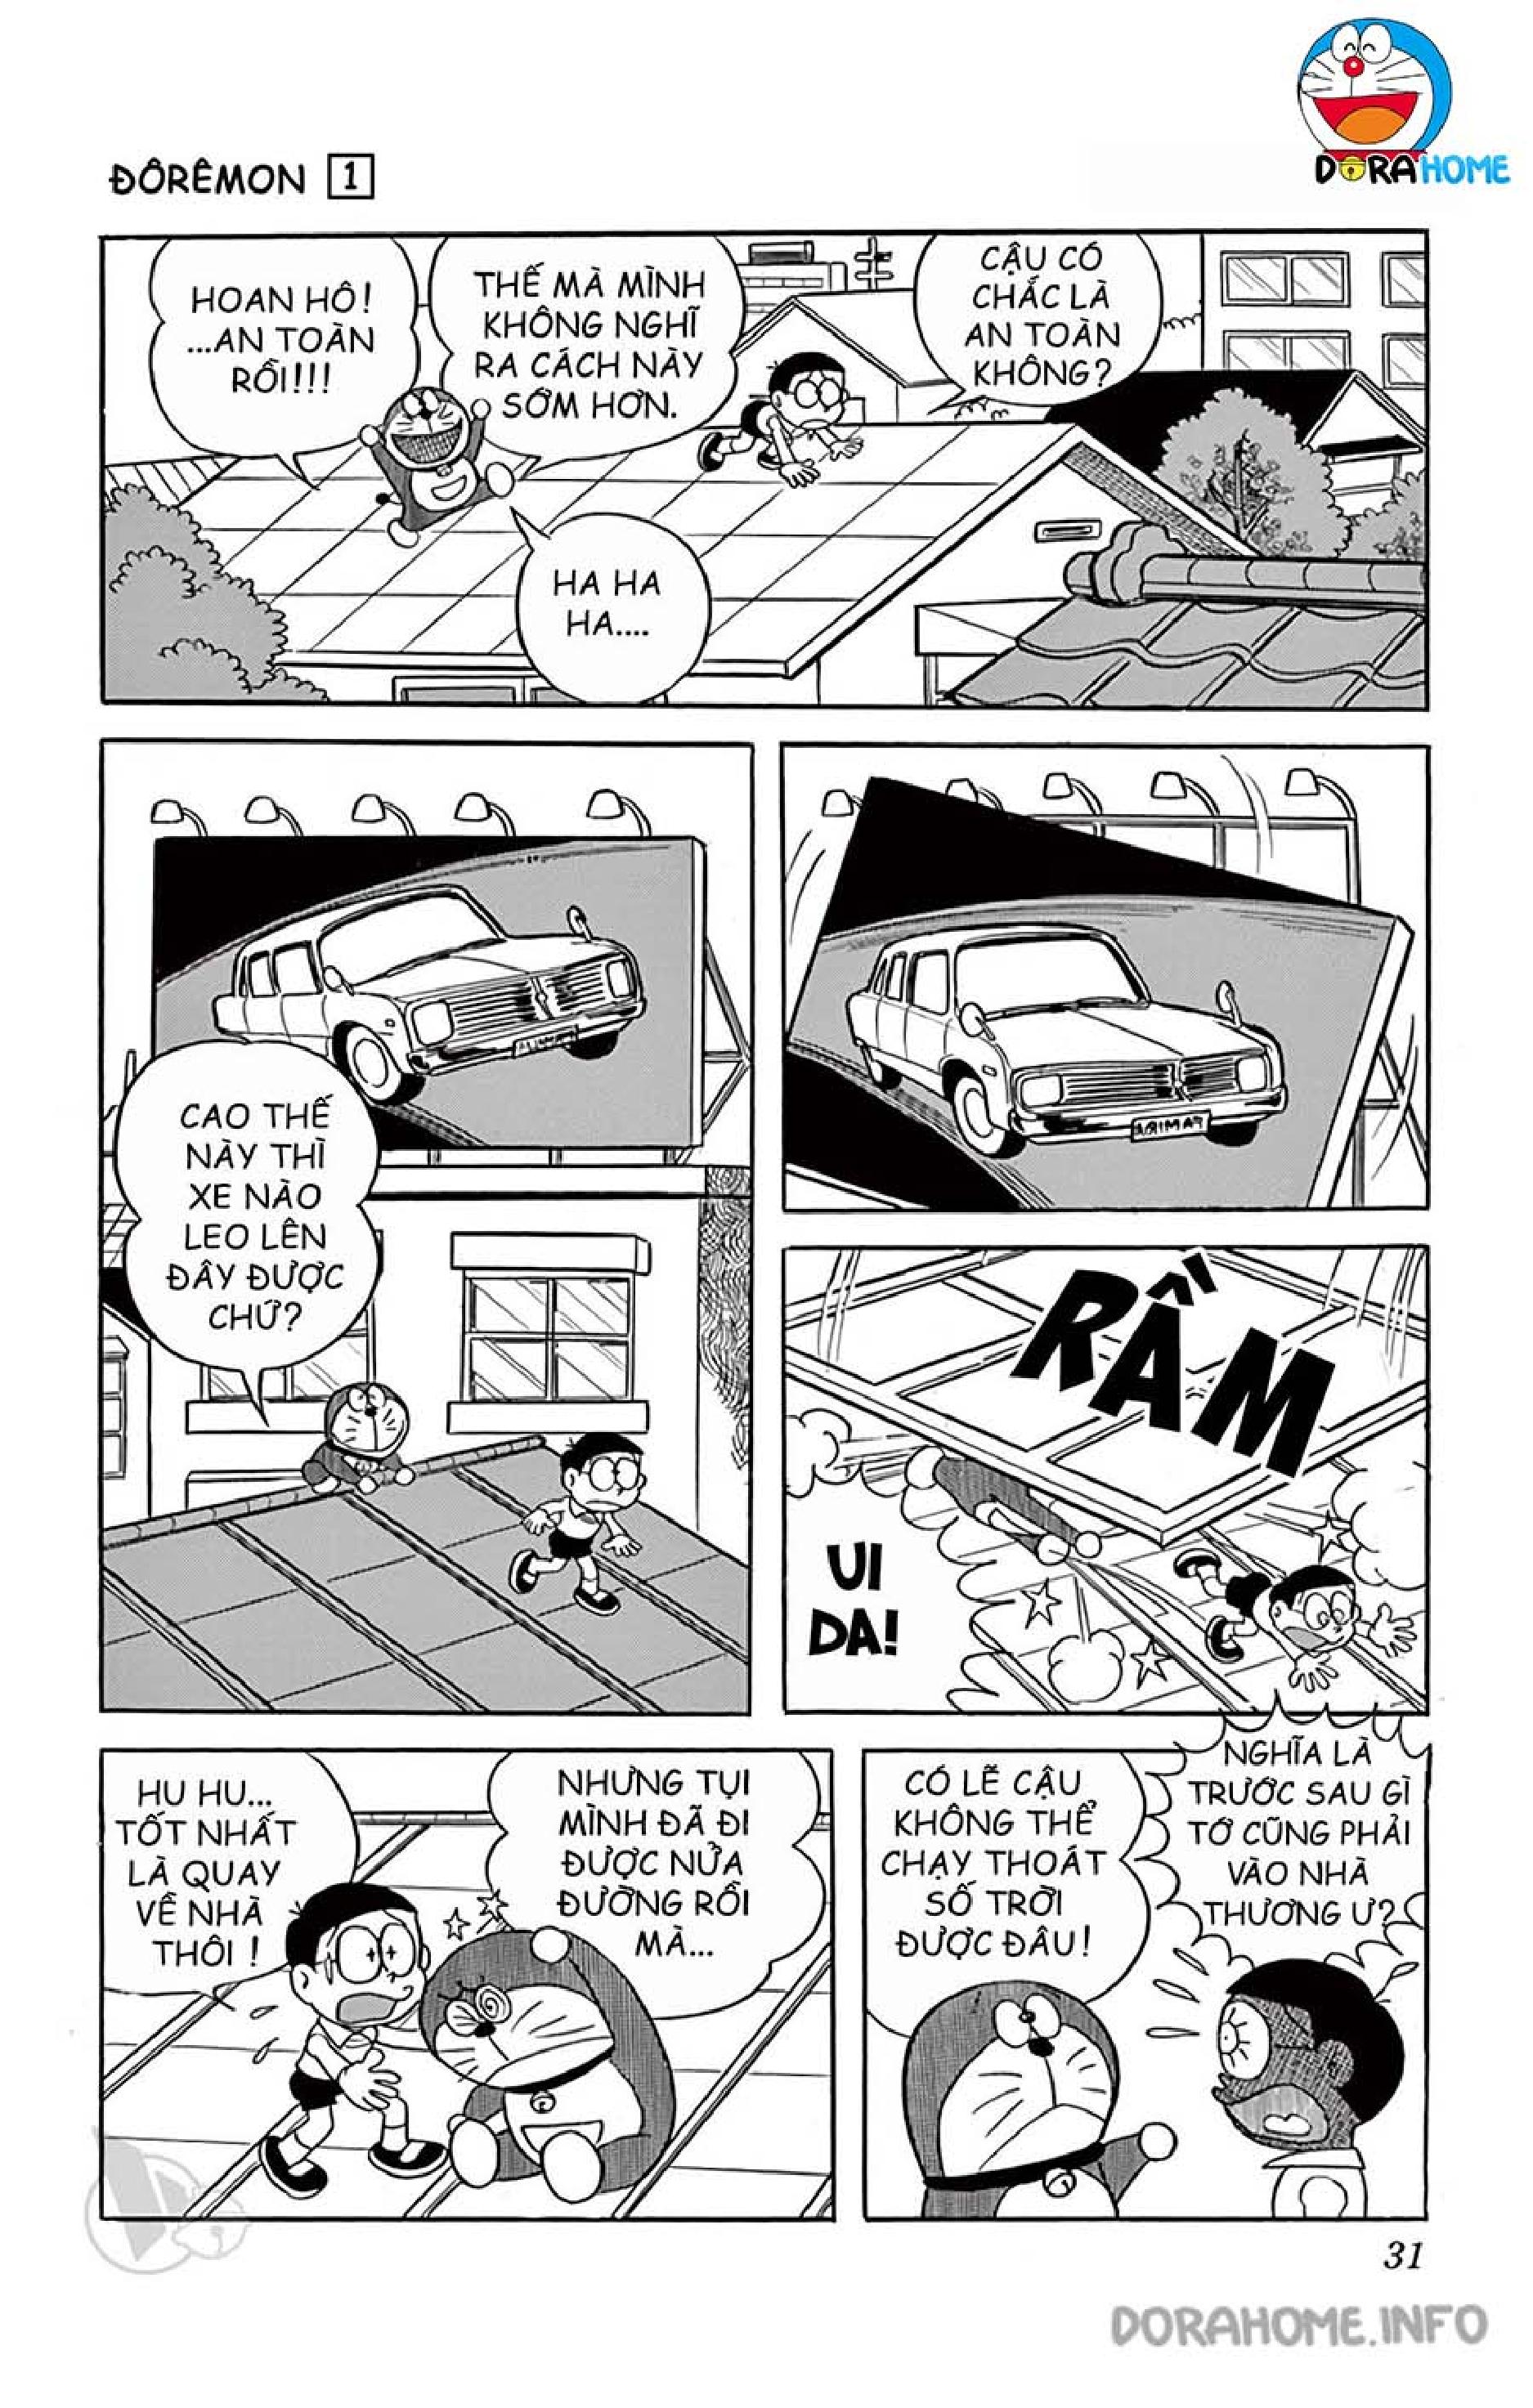 DORAHOME
ĐÔRÊMON 1
HOAN HÔ!
...AN TOÀN
RỒI!!!
THẾ MÀ MÌNH
KHÔNG NGHĨ
RA CÁCH NÀY
SỚM HƠN.
CẬU CÓ
CHẮC LÀ
AN TOÀN
KHÔNG?
HA HA
HA....
CAO THẾ
NÀY THÌ
XE NÀO
LEO LÊN
ĐÂY ĐƯỢC
CHỨ?
RẦM
UI
DA!
HU HU...
TỐT NHẤT
LÀ QUAY
VỀ NHÀ
THÔI !
NHƯNG TỤI
MÌNH ĐÃ ĐI
ĐƯỢC NỬA
ĐƯỜNG RỒI
MÀ...
CÓ LẼ CẬU
KHÔNG THỂ
CHẠY THOÁT
SỐ TRỜI
ĐƯỢC ĐÂU!
NGHĨA LÀ
TRƯỚC SAU GÌ
TỚ CŨNG PHẢI
VÀO NHÀ
THƯƠNG Ư?
31
DORAHOME.INFO